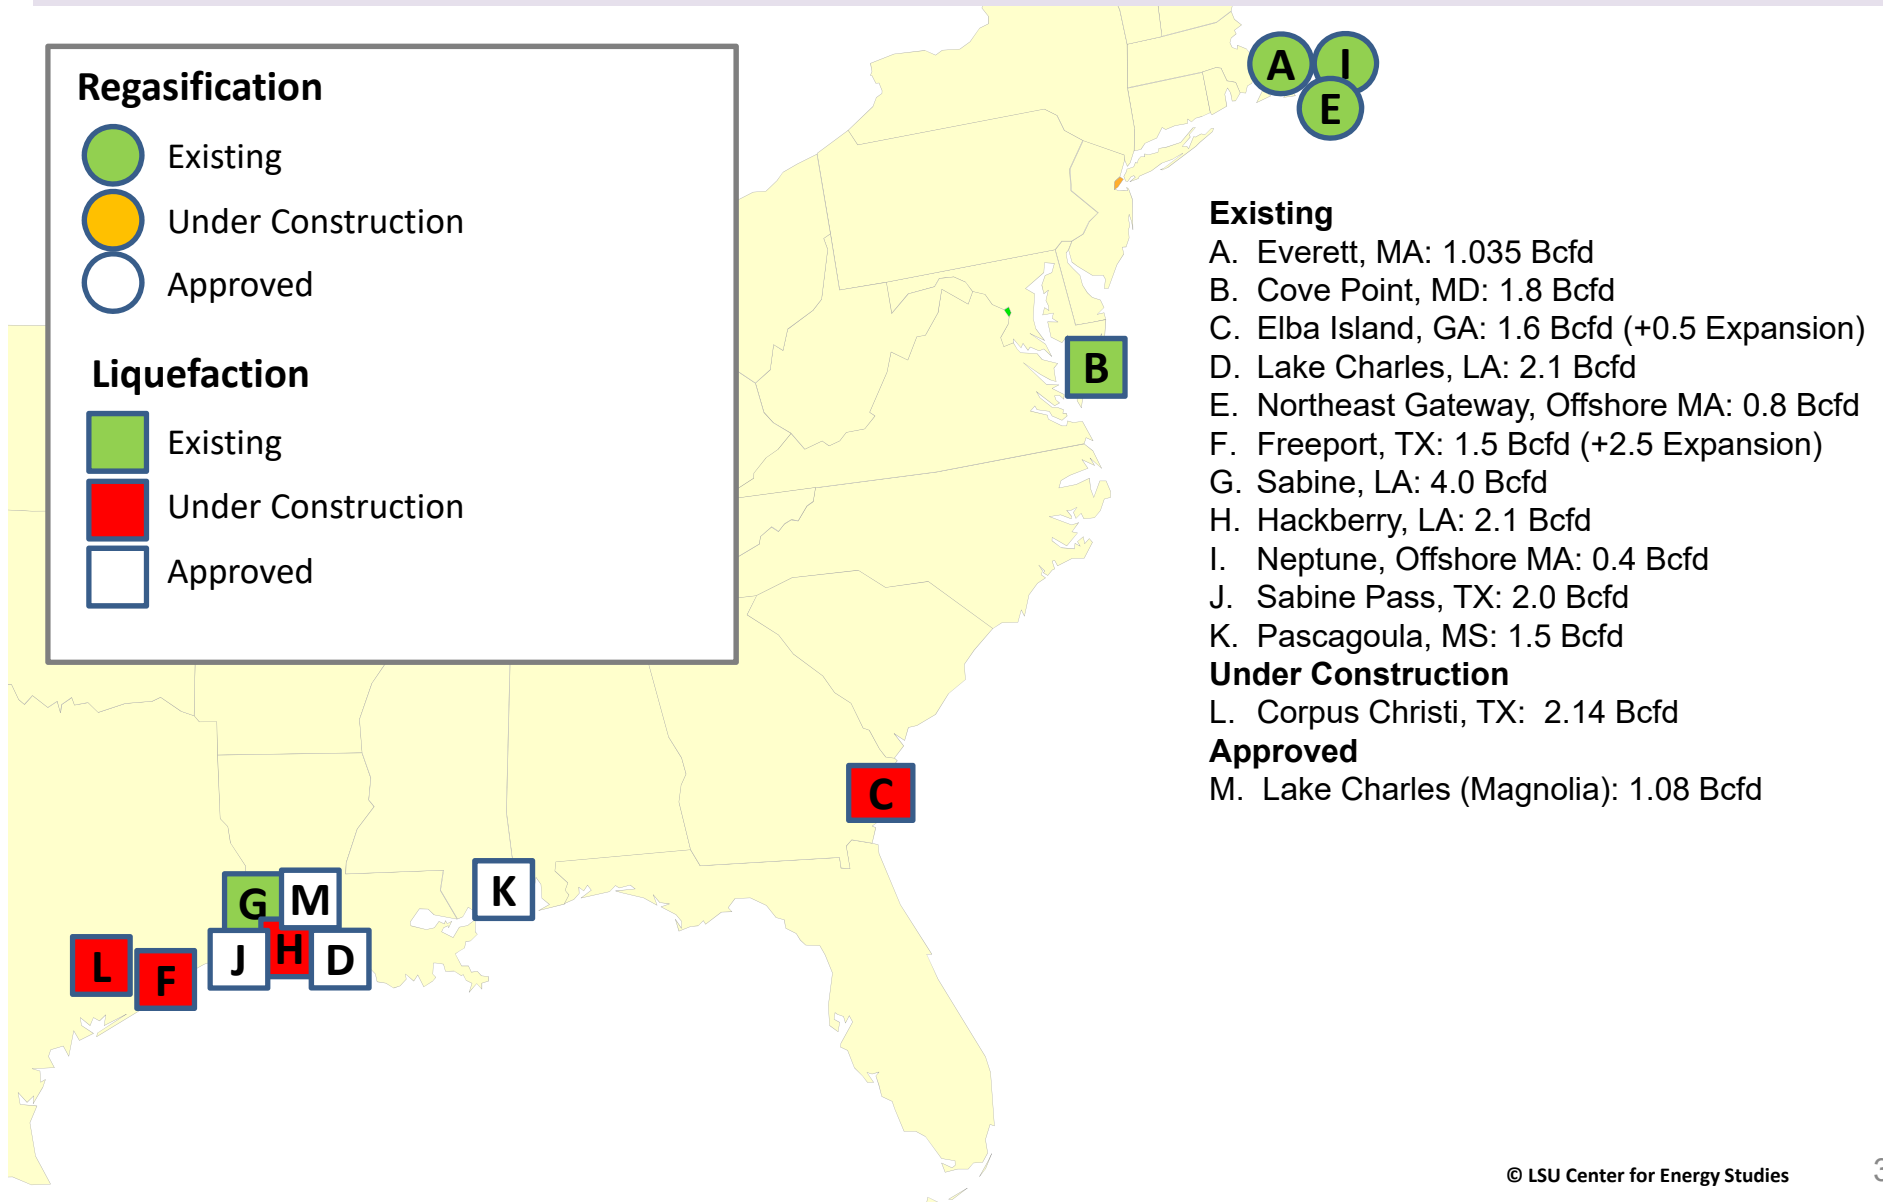 Regasification
Existing
Under Construction
Approved
Liquefaction
Existing
Under Construction
Approved
A
I
E
B
C
K
G
M
J
H
D
L
F
Existing
A. Everett, MA: 1.035 Bcfd
B. Cove Point, MD: 1.8 Bcfd
C. Elba Island, GA: 1.6 Bcfd (+0.5 Expansion)
D. Lake Charles, LA: 2.1 Bcfd
E. Northeast Gateway, Offshore MA: 0.8 Bcfd
F. Freeport, TX: 1.5 Bcfd (+2.5 Expansion)
G. Sabine, LA: 4.0 Bcfd
H. Hackberry, LA: 2.1 Bcfd
I. Neptune, Offshore MA: 0.4 Bcfd
J. Sabine Pass, TX: 2.0 Bcfd
K. Pascagoula, MS: 1.5 Bcfd
Under Construction
L. Corpus Christi, TX: 2.14 Bcfd
Approved
M. Lake Charles (Magnolia): 1.08 Bcfd
© LSU Center for Energy Studies